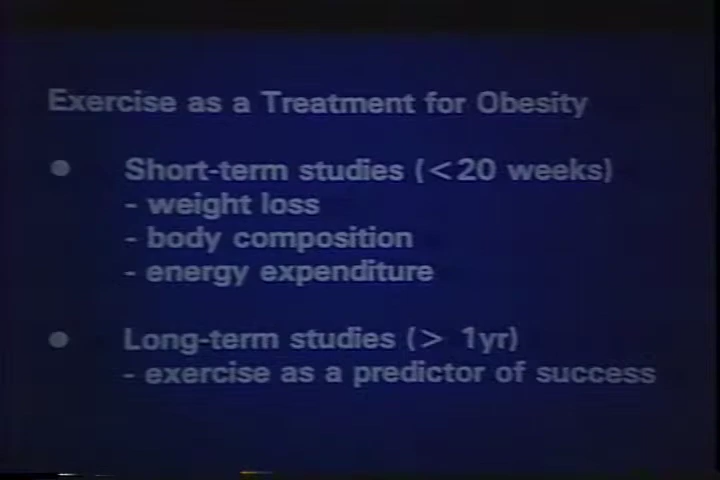 Exercise as a Treatment for Obesity
● Short-term studies (<20 weeks)
- weight loss
- body composition
- energy expenditure
● Long-term studies (> 1yr)
- exercise as a predictor of success